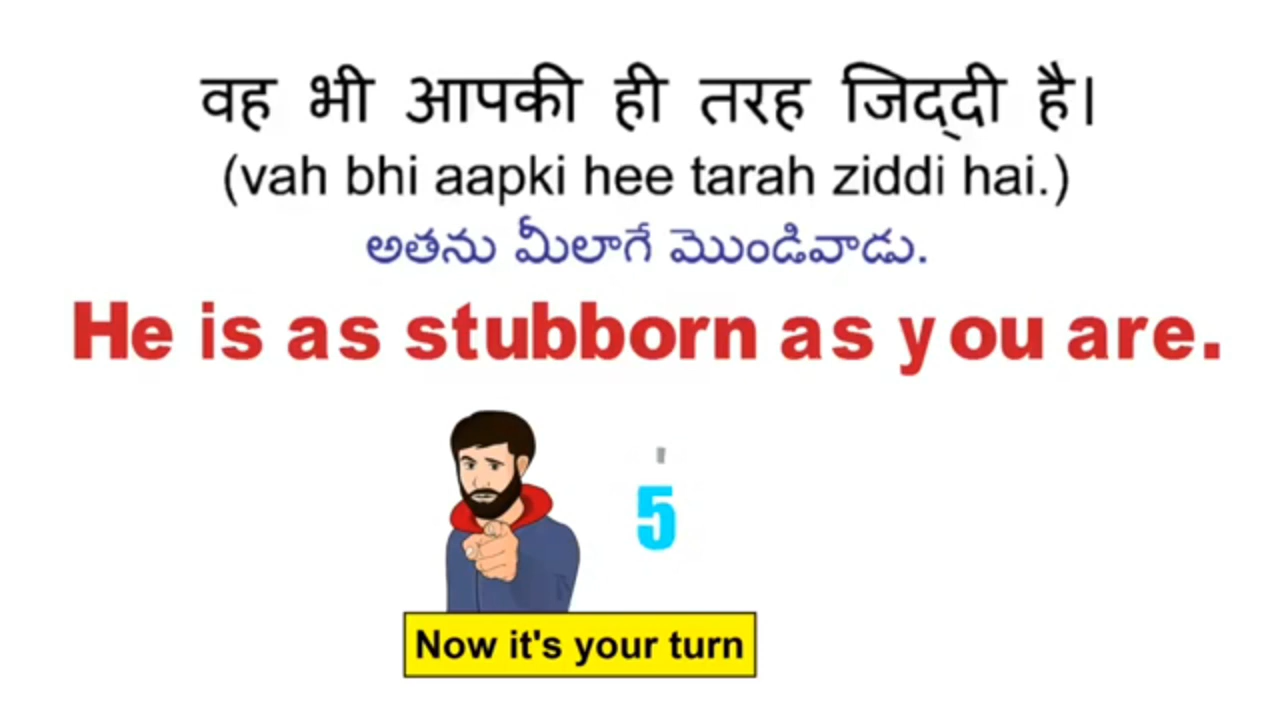 वह भी आपकी ही तरह जिद्‌दी है।
(vah bhi aapki hee tarah ziddi hai.)
అతను మీలాగే మొండివాడు.
He is as stubborn as you are.
5
Now it's your turn